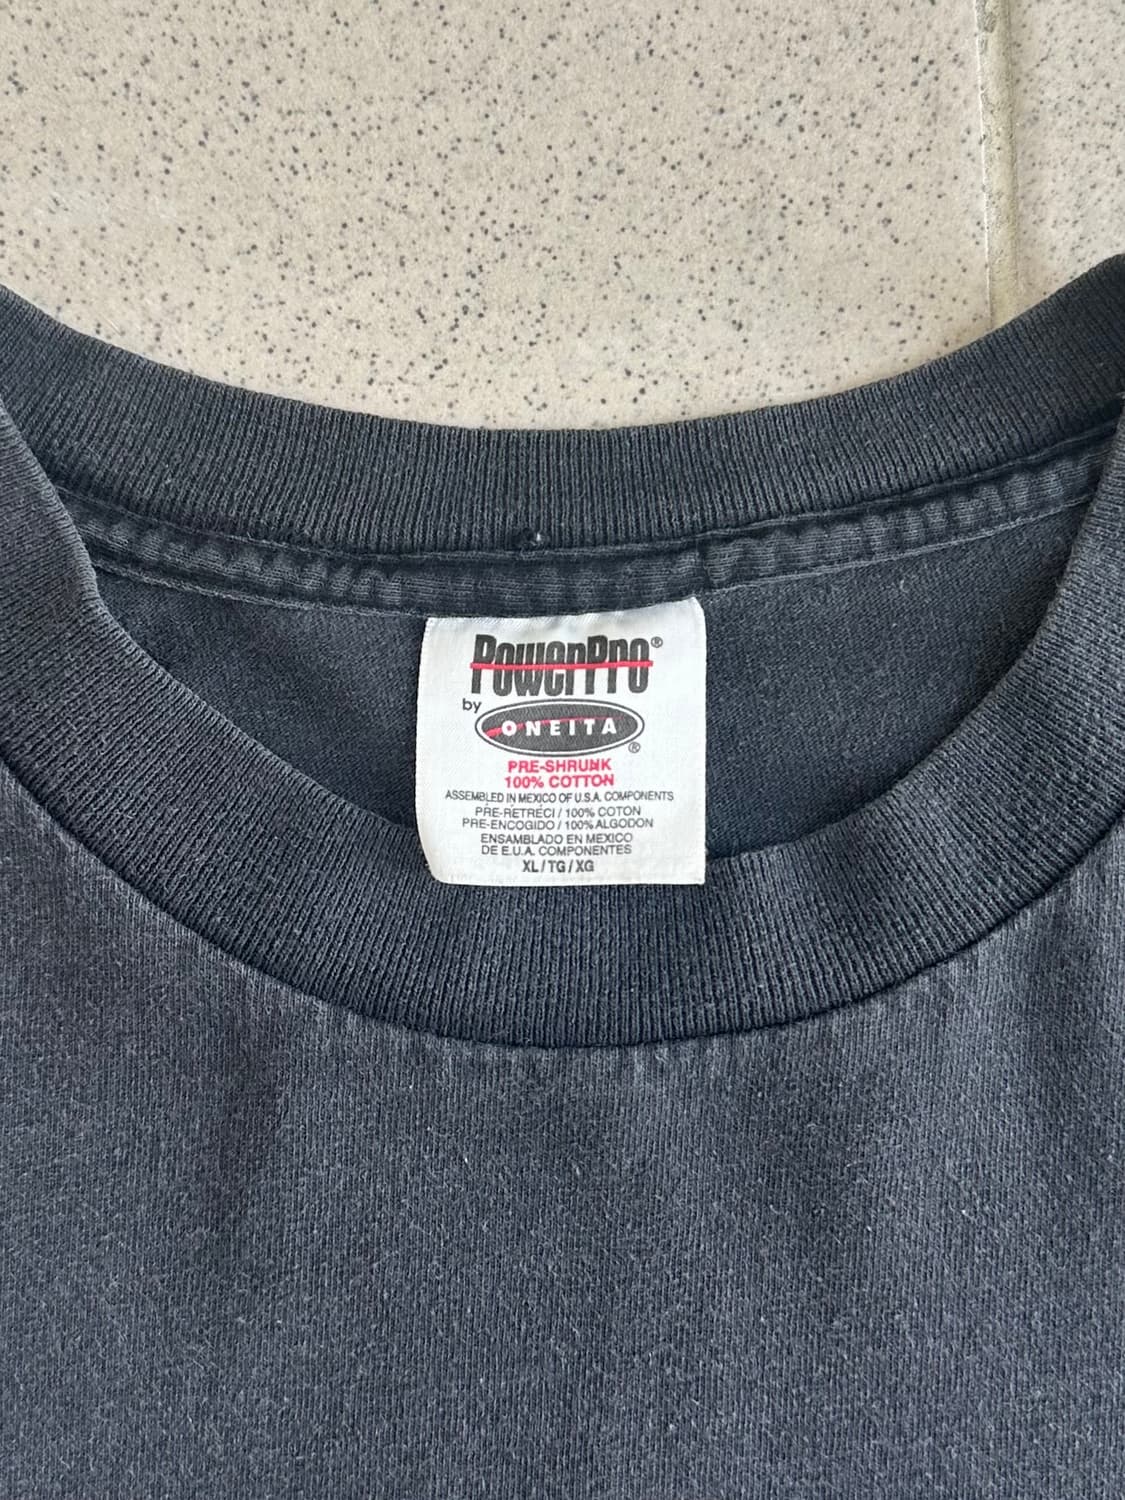 PowerPro®
by ONEITA®
PRE-SHRUNK
100% COTTON
ASSEMBLED IN MEXICO OF U.S.A. COMPONENTS
PRE-RETRECI / 100% COTON
PRE-ENCOGIDO / 100% ALGODON
ENSAMBLADO EN MEXICO
DE E.U.A. COMPONENTES
XL / TG / XG